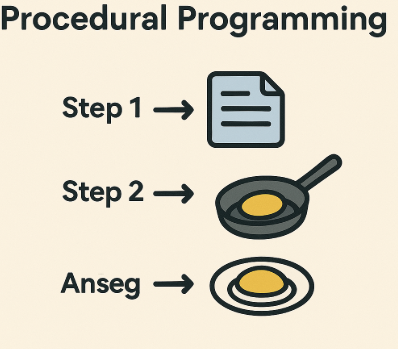 Procedural Programming
Step 1
Step 2
Anseg